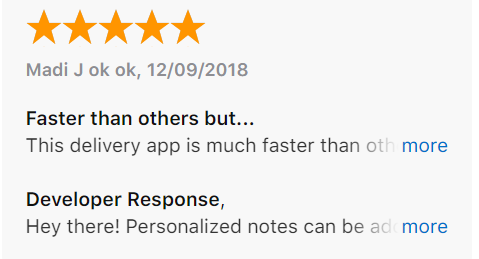 Madi J ok ok, 12/09/2018
Faster than others but...
This delivery app is much faster than oth more
Developer Response,
Hey there! Personalized notes can be ad more